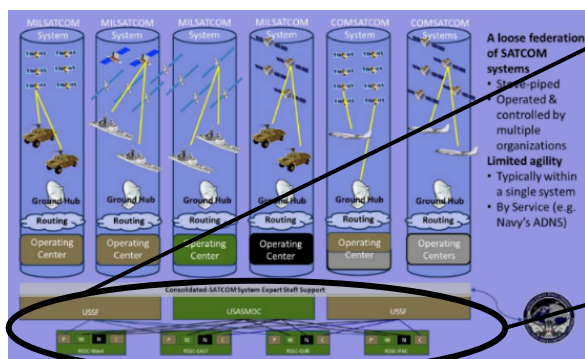 MILSATCOM MILSATCOM MILSATCOM MILSATCOM COMSATCOM COMSATCOM
System System System System System Systems
A loose federation
of SATCOM
systems
• Stove-piped
• Operated &
controlled by
multiple
organizations
Limited agility
• Typically within
a single system
• By Service (e.g.
Navy's ADNS)
Ground Hub Ground Hub Ground Hub Ground Hub Ground Hub Ground Hub
Routing Routing Routing Routing Routing Routing
Operating Operating Operating Operating Operating Operating
Center Center Center Center Center Centers
Consolidated-SATCOM System Expert Staff Support
USSF USASMDC USSF
P W N C P W N C P W N C P W N C
RSSC-West RSSC-EAST RSSC-EUR RSSC-PAC